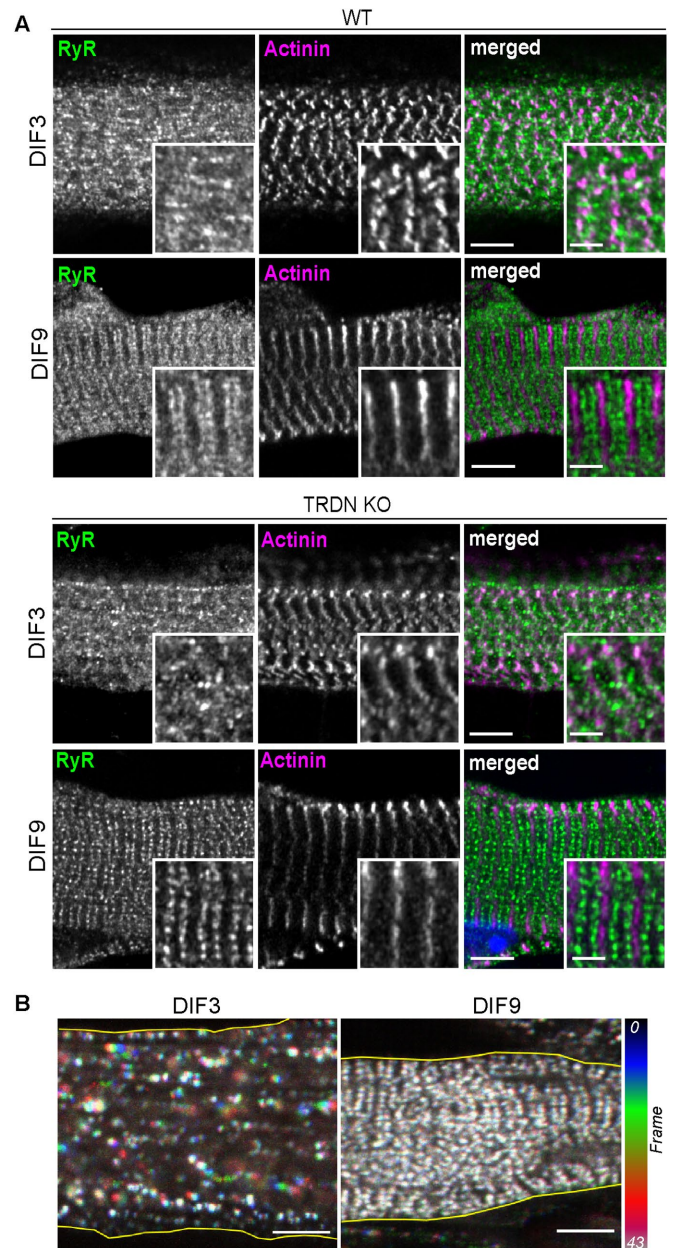 A
WT
RyR Actinin merged
DIF3
RyR Actinin merged
DIF9
TRDN KO
RyR Actinin merged
DIF3
RyR Actinin merged
DIF9
B
DIF3 DIF9
0
Frame
43